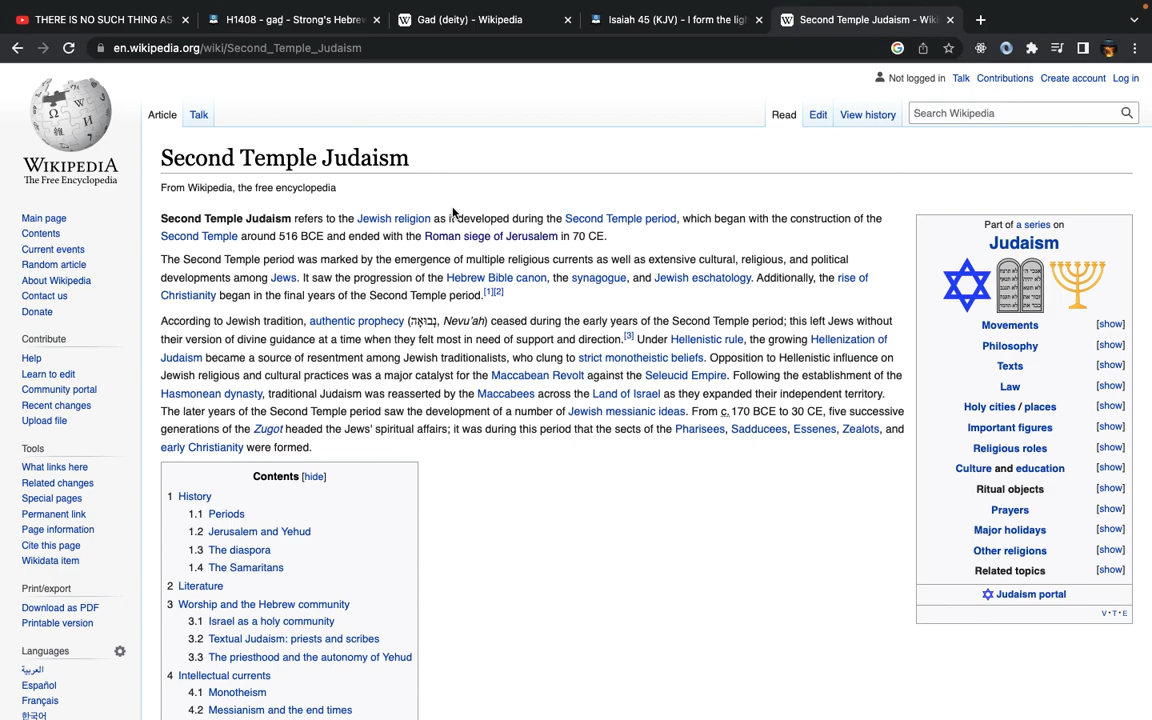 THERE IS NO SUCH THING AS
H1408 - gaḏ - Strong's Hebrew
Gad (deity) - Wikipedia
Isaiah 45 (KJV) - I form the ligh
Second Temple Judaism - Wiki
en.wikipedia.org/wiki/Second_Temple_Judaism
Not logged in Talk Contributions Create account Log in
Article Talk Read Edit View history Search Wikipedia
WIKIPEDIA
The Free Encyclopedia
Main page
Contents
Current events
Random article
About Wikipedia
Contact us
Donate
Contribute
Help
Learn to edit
Community portal
Recent changes
Upload file
Tools
What links here
Related changes
Special pages
Permanent link
Page information
Cite this page
Wikidata item
Print/export
Download as PDF
Printable version
Languages
العربية
Español
Français
한국어
Second Temple Judaism
From Wikipedia, the free encyclopedia
Second Temple Judaism refers to the Jewish religion as it developed during the Second Temple period, which began with the construction of the
Second Temple around 516 BCE and ended with the Roman siege of Jerusalem in 70 CE.
The Second Temple period was marked by the emergence of multiple religious currents as well as extensive cultural, religious, and political
developments among Jews. It saw the progression of the Hebrew Bible canon, the synagogue, and Jewish eschatology. Additionally, the rise of
Christianity began in the final years of the Second Temple period.[1][2]
According to Jewish tradition, authentic prophecy (נְבוּאָה, Nevu'ah) ceased during the early years of the Second Temple period; this left Jews without
their version of divine guidance at a time when they felt most in need of support and direction.[3] Under Hellenistic rule, the growing Hellenization of
Judaism became a source of resentment among Jewish traditionalists, who clung to strict monotheistic beliefs. Opposition to Hellenistic influence on
Jewish religious and cultural practices was a major catalyst for the Maccabean Revolt against the Seleucid Empire. Following the establishment of the
Hasmonean dynasty, traditional Judaism was reasserted by the Maccabees across the Land of Israel as they expanded their independent territory.
The later years of the Second Temple period saw the development of a number of Jewish messianic ideas. From c. 170 BCE to 30 CE, five successive
generations of the Zugot headed the Jews' spiritual affairs; it was during this period that the sects of the Pharisees, Sadducees, Essenes, Zealots, and
early Christianity were formed.
Contents [hide]
1 History
1.1 Periods
1.2 Jerusalem and Yehud
1.3 The diaspora
1.4 The Samaritans
2 Literature
3 Worship and the Hebrew community
3.1 Israel as a holy community
3.2 Textual Judaism: priests and scribes
3.3 The priesthood and the autonomy of Yehud
4 Intellectual currents
4.1 Monotheism
4.2 Messianism and the end times
Part of a series on
Judaism
Movements [show]
Philosophy [show]
Texts [show]
Law [show]
Holy cities / places [show]
Important figures [show]
Religious roles [show]
Culture and education [show]
Ritual objects [show]
Prayers [show]
Major holidays [show]
Other religions [show]
Related topics [show]
Judaism portal
V·T·E